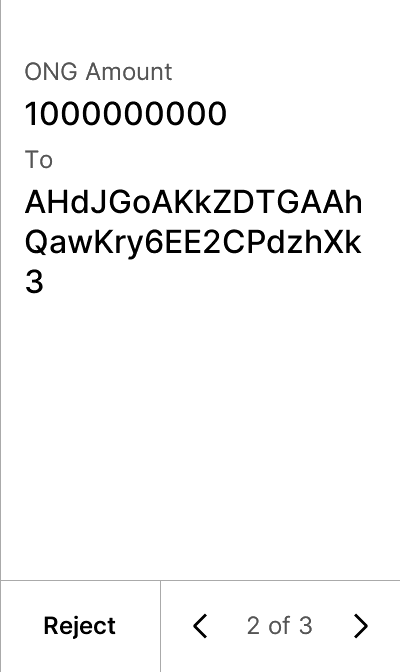 ONG Amount
1000000000
To
AHdJGoAKkZDTGAAh
QawKry6EE2CPdzhXk
3
Reject
2 of 3